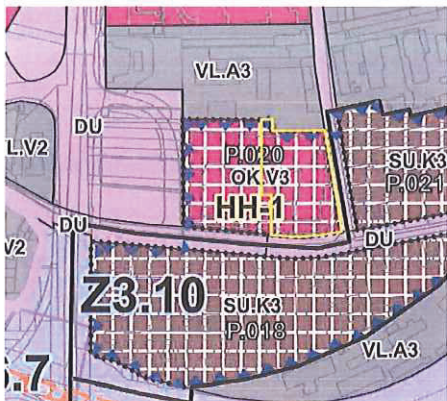 VL.A3
DU
L.V2
P.020
OK.V3
SU.K3
P.021
HH-1
DU
DU
V2
Z3.10
SU.K3
P.018
VL.A3
.7